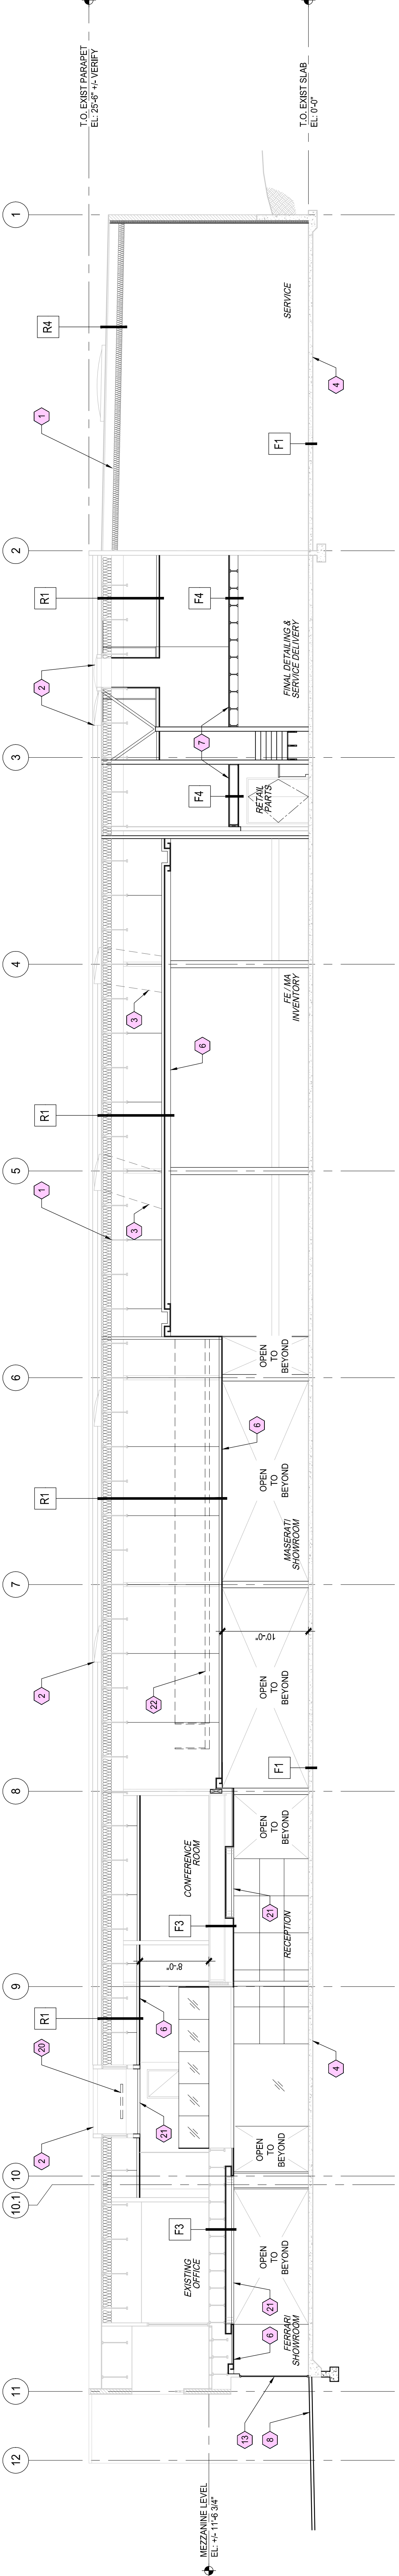 12
11
10.1
10
9
8
7
6
5
4
3
2
1
2
20
R1
2
R1
1
R1
2
R1
1
R4
T.O. EXIST PARAPET
EL: 25'-6" +/- VERIFY
21
6
8'-0"
22
3
3
EXISTING
OFFICE
F3
F3
CONFERENCE
ROOM
6
7
F4
F4
MEZZANINE LEVEL
EL: +/- 11'-6 3/4"
13
8
6
21
21
6
FERRARI
SHOWROOM
OPEN
TO
BEYOND
OPEN
TO
BEYOND
RECEPTION
OPEN
TO
BEYOND
F1
OPEN
TO
BEYOND
10'-0"
MASERATI
SHOWROOM
OPEN
TO
BEYOND
OPEN
TO
BEYOND
FE / MA
INVENTORY
RETAIL
PARTS
FINAL DETAILING &
SERVICE DELIVERY
F1
SERVICE
T.O. EXIST SLAB
EL: 0'-0"
4
4